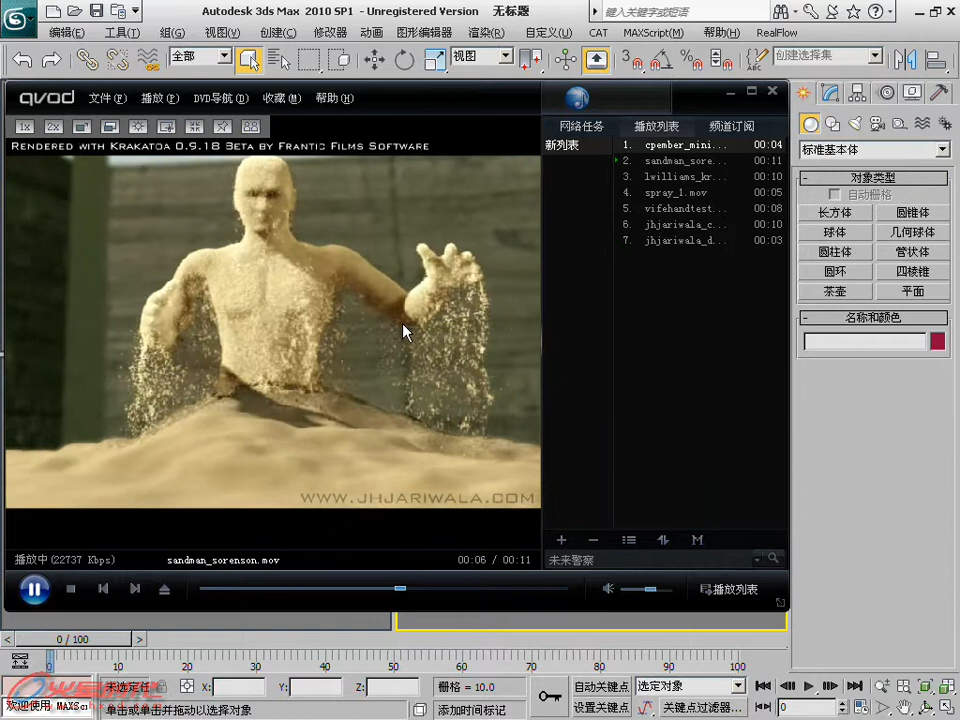 Autodesk 3ds Max 2010 SP1 - Unregistered Version 无标题
键入关键字或短语
编辑(E) 工具(T) 组(G) 视图(V) 创建(C) 修改器 动画 图形编辑器 渲染(R) 自定义(U) CAT MAXScript(M) 帮助(H) RealFlow
全部 视图 创建选择集
qvod 文件(F) 播放(P) DVD导航(D) 收藏(M) 帮助(H)
1x 2x
网络任务 播放列表 频道订阅
Rendered with Krakatoa 0.9.18 Beta by Frantic Films Software
新列表
1. cpember_mini... 00:04
2. sandman_sore... 00:11
3. lwilliams_kr... 00:10
4. spray_1.mov 00:05
5. vifehandtest... 00:08
6. jhjariwala_c... 00:10
7. jhjariwala_d... 00:03
WWW.JHJARIWALA.COM
未来警察
播放中(22737 Kbps) sandman_sorenson.mov 00:06 / 00:11
播放列表
标准基本体
对象类型
自动栅格
长方体 圆锥体
球体 几何球体
圆柱体 管状体
圆环 四棱锥
茶壶 平面
名称和颜色
0 / 100
0 10 20 30 40 50 60 70 80 90 100
未选定任 X: Y: Z: 栅格 = 10.0 自动关键点 选定对象
欢迎使用 MAXSc 单击或单击并拖动以选择对象 添加时间标记 设置关键点 关键点过滤器... 0